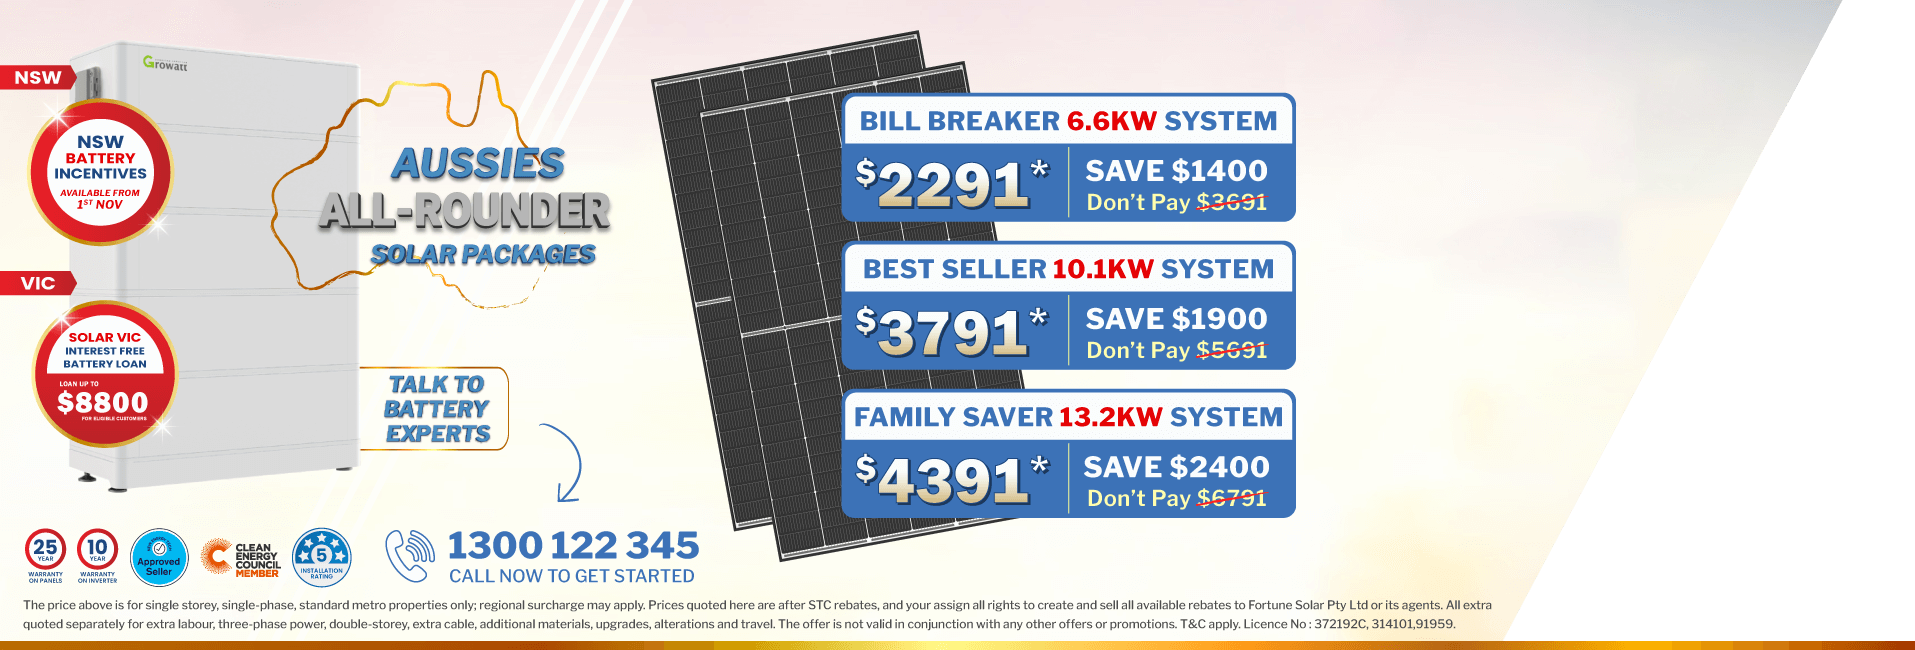 NSW
NSW
BATTERY
INCENTIVES
AVAILABLE FROM
1ST NOV
VIC
SOLAR VIC
INTEREST FREE
BATTERY LOAN
LOAN UP TO
$8800
FOR ELIGIBLE CUSTOMERS
Growatt
AUSSIES
ALL-ROUNDER
SOLAR PACKAGES
TALK TO
BATTERY
EXPERTS
BILL BREAKER 6.6KW SYSTEM
$2291*
SAVE $1400
Don't Pay $3691
BEST SELLER 10.1KW SYSTEM
$3791*
SAVE $1900
Don't Pay $5691
FAMILY SAVER 13.2KW SYSTEM
$4391*
SAVE $2400
Don't Pay $6791
25
YEAR
WARRANTY
ON PANELS
10
YEAR
WARRANTY
ON INVERTER
Approved
Seller
CLEAN
ENERGY
COUNCIL
MEMBER
5
INSTALLATION
RATING
1300 122 345
CALL NOW TO GET STARTED
The price above is for single storey, single-phase, standard metro properties only; regional surcharge may apply. Prices quoted here are after STC rebates, and your assign all rights to create and sell all available rebates to Fortune Solar Pty Ltd or its agents. All extra
quoted separately for extra labour, three-phase power, double-storey, extra cable, additional materials, upgrades, alterations and travel. The offer is not valid in conjunction with any other offers or promotions. T&C apply. Licence No : 372192C, 314101,91959.